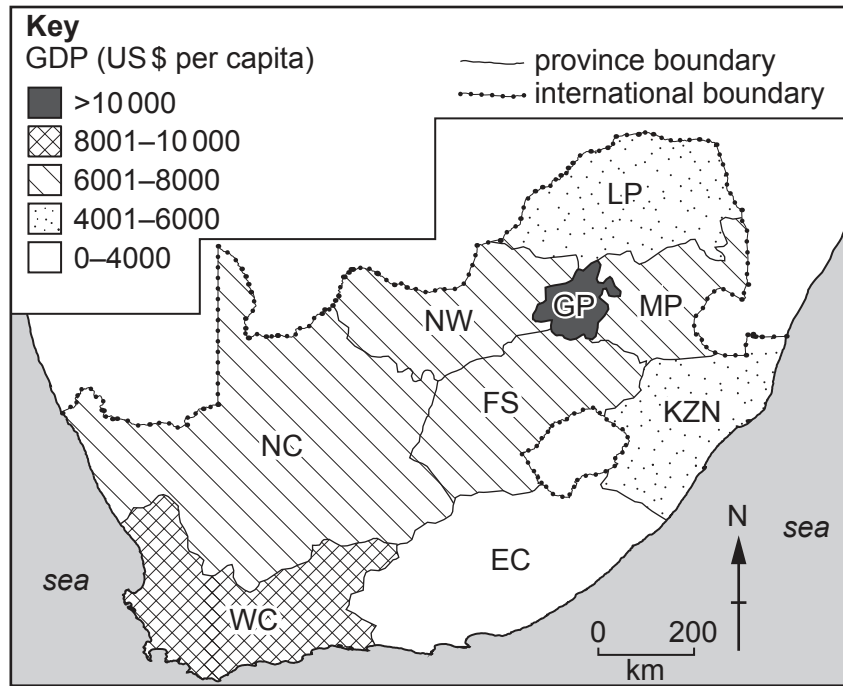 Key
GDP (US $ per capita)
>10 000
8001–10 000
6001–8000
4001–6000
0–4000
province boundary
international boundary
LP
GP
MP
NW
FS
KZN
NC
EC
WC
sea
sea
N
0 200
km